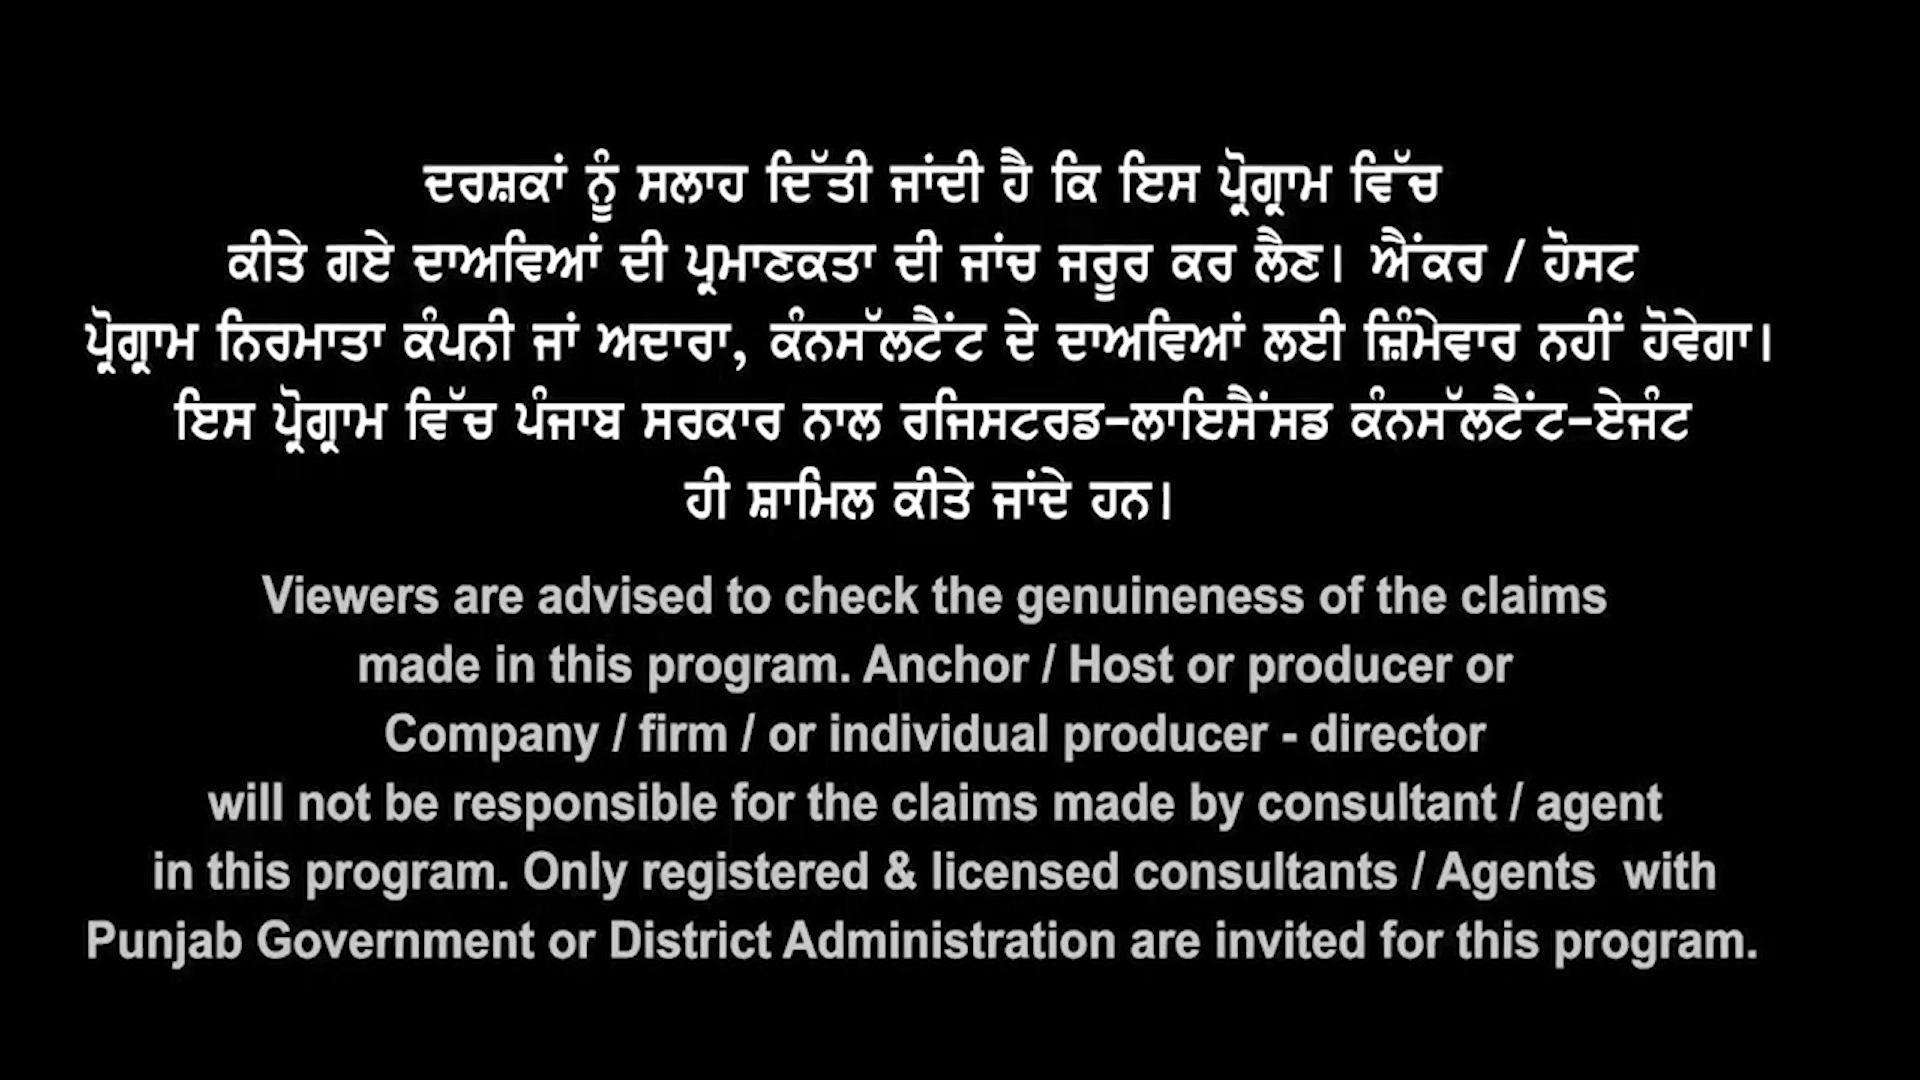 ਦਰਸ਼ਕਾਂ ਨੂੰ ਸਲਾਹ ਦਿੱਤੀ ਜਾਂਦੀ ਹੈ ਕਿ ਇਸ ਪ੍ਰੋਗ੍ਰਾਮ ਵਿੱਚ
ਕੀਤੇ ਗਏ ਦਾਅਵਿਆਂ ਦੀ ਪ੍ਰਮਾਣਕਤਾ ਦੀ ਜਾਂਚ ਜਰੂਰ ਕਰ ਲੈਣ। ਐਂਕਰ / ਹੋਸਟ
ਪ੍ਰੋਗ੍ਰਾਮ ਨਿਰਮਾਤਾ ਕੰਪਨੀ ਜਾਂ ਅਦਾਰਾ, ਕੰਨਸੱਲਟੈਂਟ ਦੇ ਦਾਅਵਿਆਂ ਲਈ ਜ਼ਿੰਮੇਵਾਰ ਨਹੀਂ ਹੋਵੇਗਾ।
ਇਸ ਪ੍ਰੋਗ੍ਰਾਮ ਵਿੱਚ ਪੰਜਾਬ ਸਰਕਾਰ ਨਾਲ ਰਜਿਸਟਰਡ-ਲਾਇਸੈਂਸਡ ਕੰਨਸੱਲਟੈਂਟ-ਏਜੰਟ
ਹੀ ਸ਼ਾਮਿਲ ਕੀਤੇ ਜਾਂਦੇ ਹਨ।
Viewers are advised to check the genuineness of the claims
made in this program. Anchor / Host or producer or
Company / firm / or individual producer - director
will not be responsible for the claims made by consultant / agent
in this program. Only registered & licensed consultants / Agents  with
Punjab Government or District Administration are invited for this program.